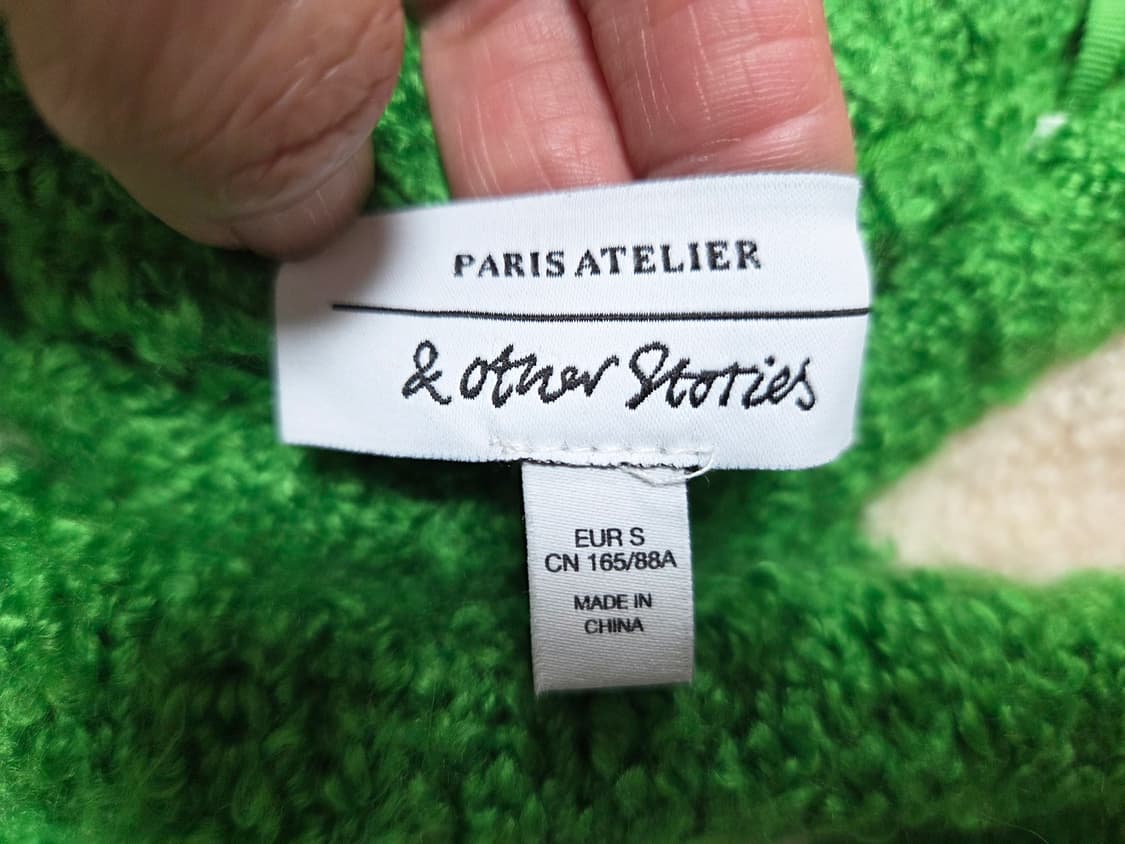 PARIS ATELIER
& other Stories
EUR S
CN 165/88A
MADE IN
CHINA